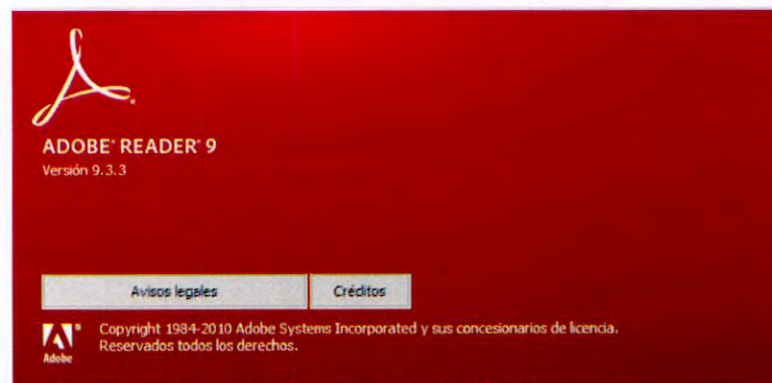 ADOBE® READER® 9
Versión 9.3.3
Avisos legales
Créditos
Adobe®
Copyright 1984-2010 Adobe Systems Incorporated y sus concesionarios de licencia.
Reservados todos los derechos.